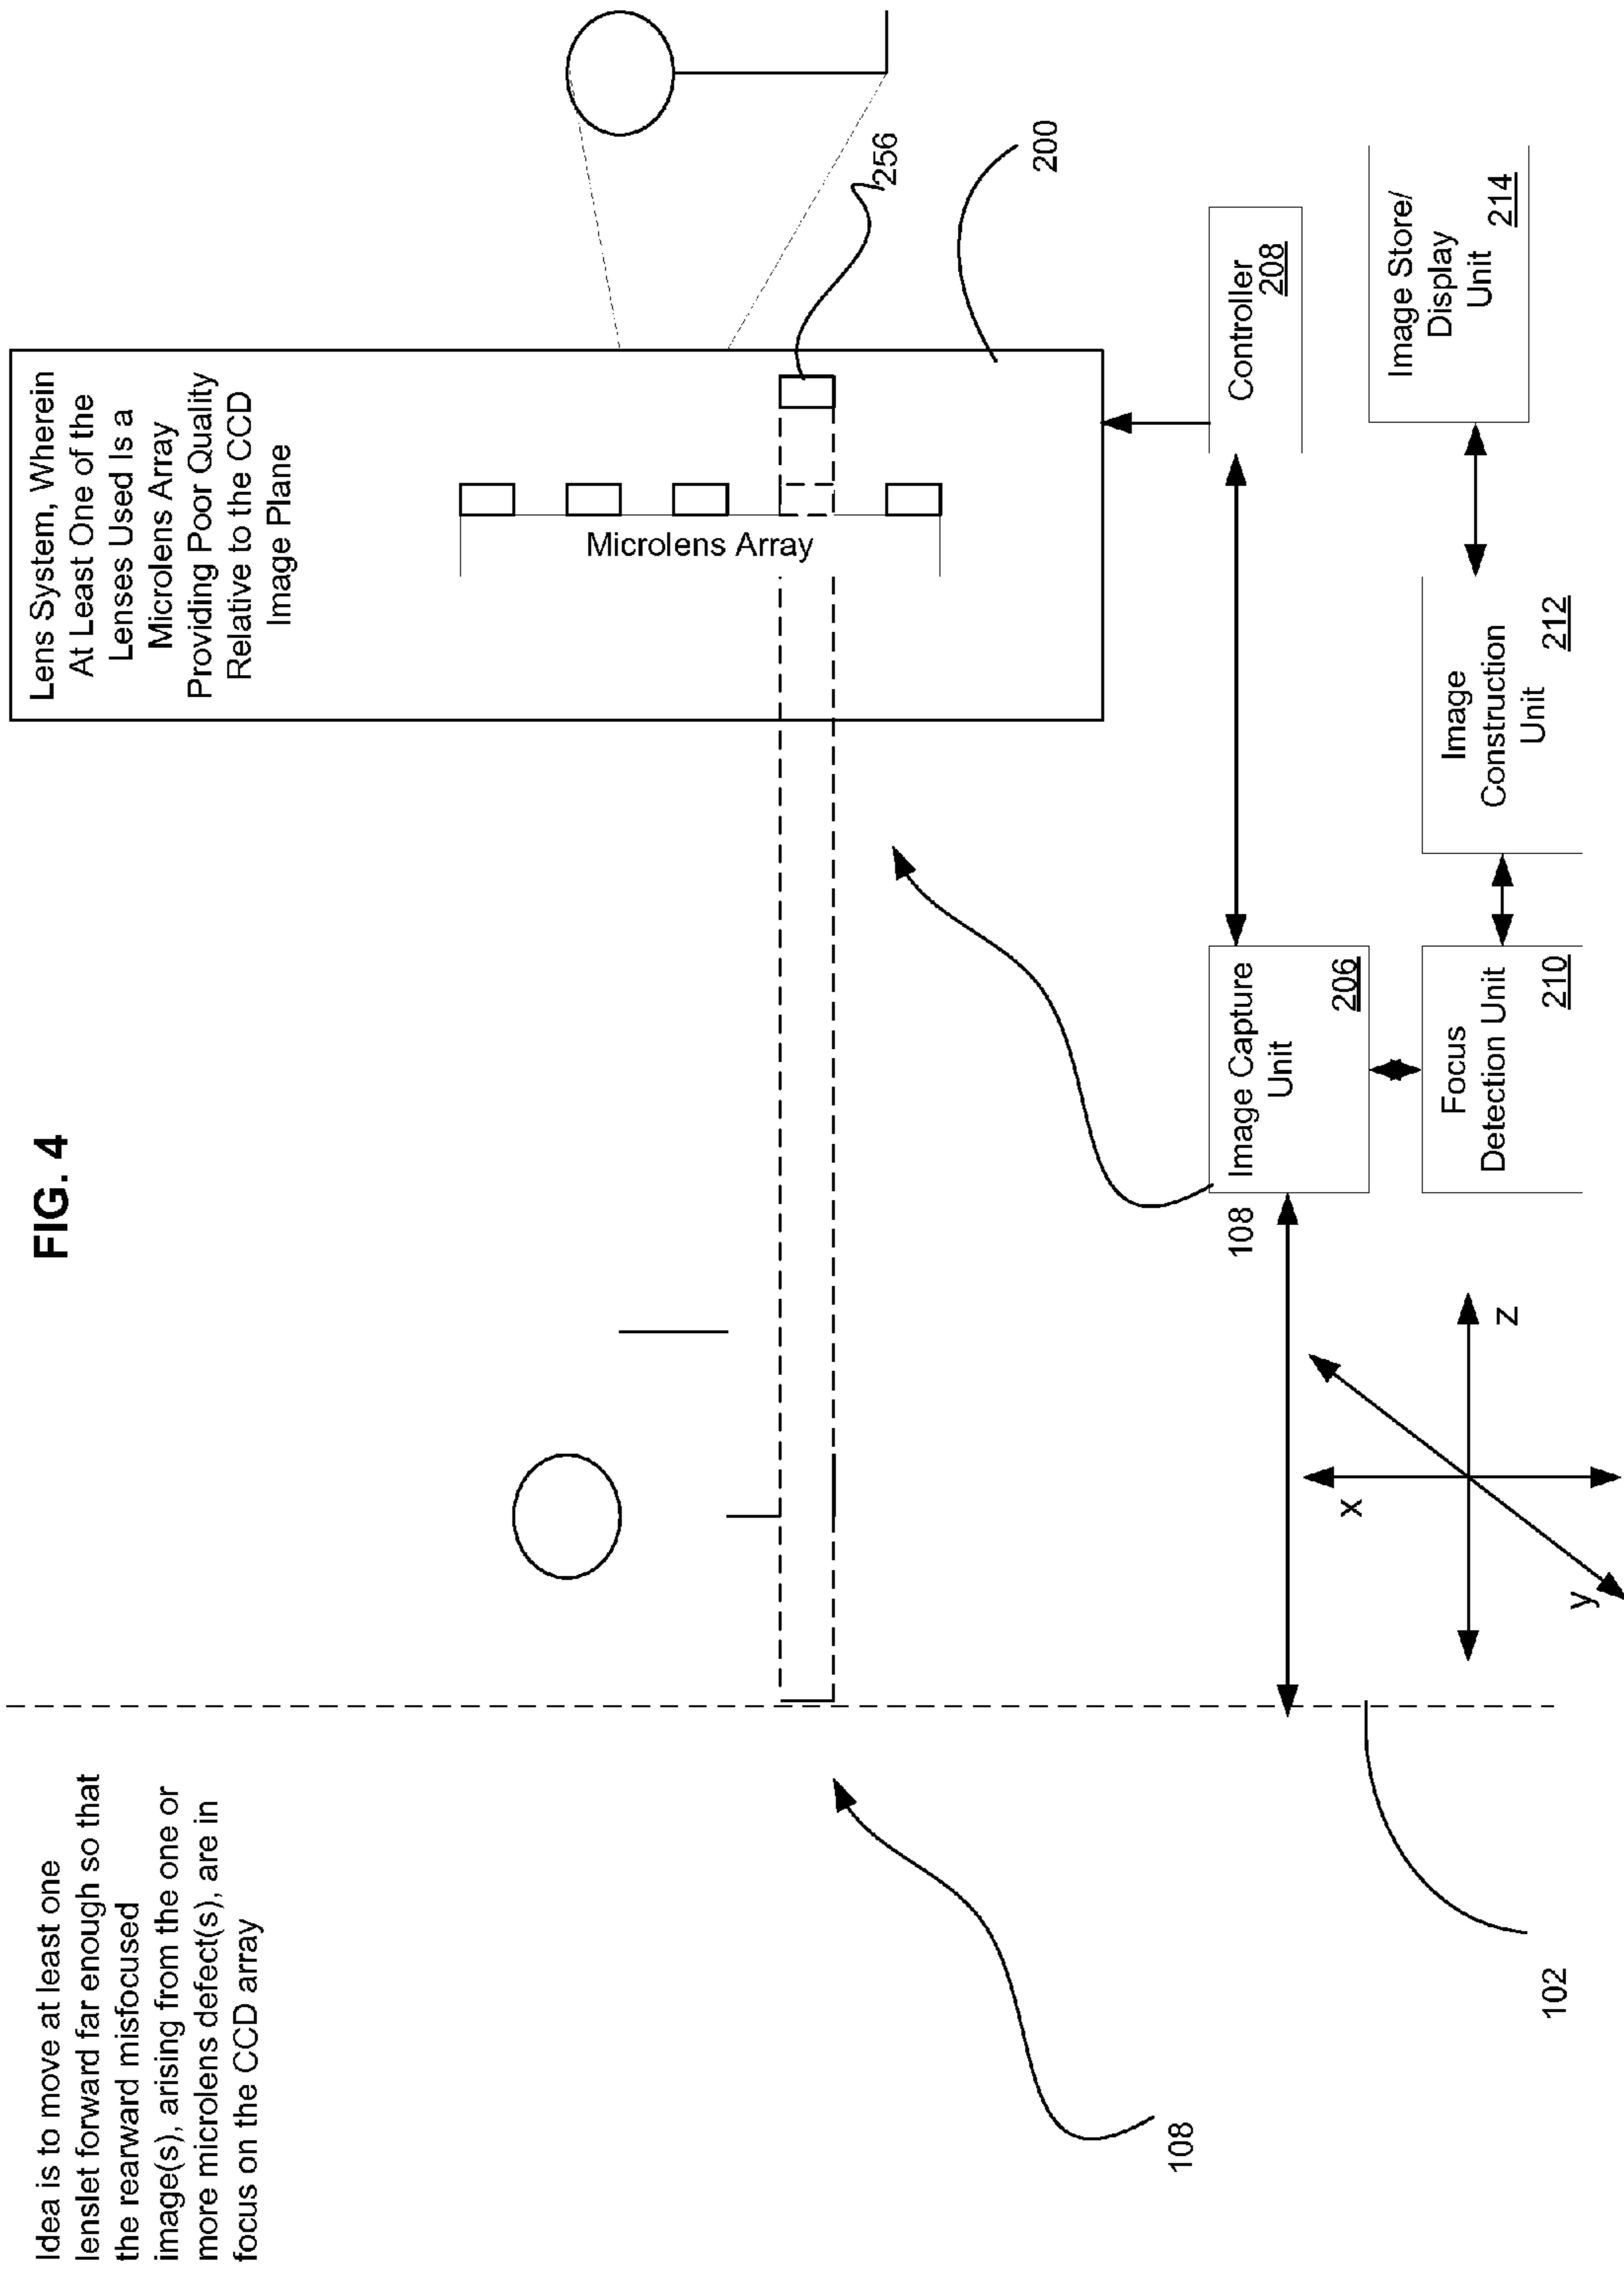 FIG. 4
Idea is to move at least one
lenslet forward far enough so that
the rearward misfocused
image(s), arising from the one or
more microlens defect(s), are in
focus on the CCD array
Lens System, Wherein
At Least One of the
Lenses Used Is a
Microlens Array
Providing Poor Quality
Relative to the CCD
Image Plane
Microlens Array
256
200
108
108
102
x
y
z
Image Capture
Unit
206
Controller
208
Focus
Detection Unit
210
Image
Construction
Unit
212
Image Store/
Display
Unit
214